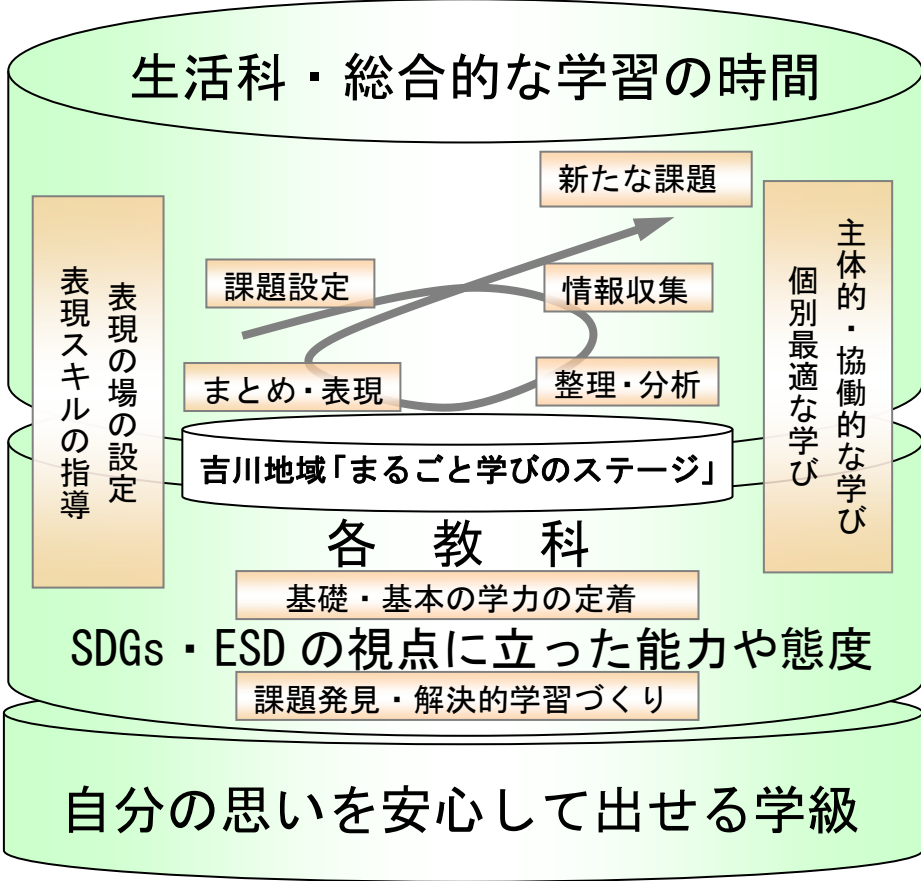 生活科・総合的な学習の時間
新たな課題
課題設定
情報収集
まとめ・表現
整理・分析
表現の場の設定
表現スキルの指導
主体的・協働的な学び
個別最適な学び
吉川地域「まるごと学びのステージ」
各 教 科
基礎・基本の学力の定着
SDGs・ESDの視点に立った能力や態度
課題発見・解決的学習づくり
自分の思いを安心して出せる学級